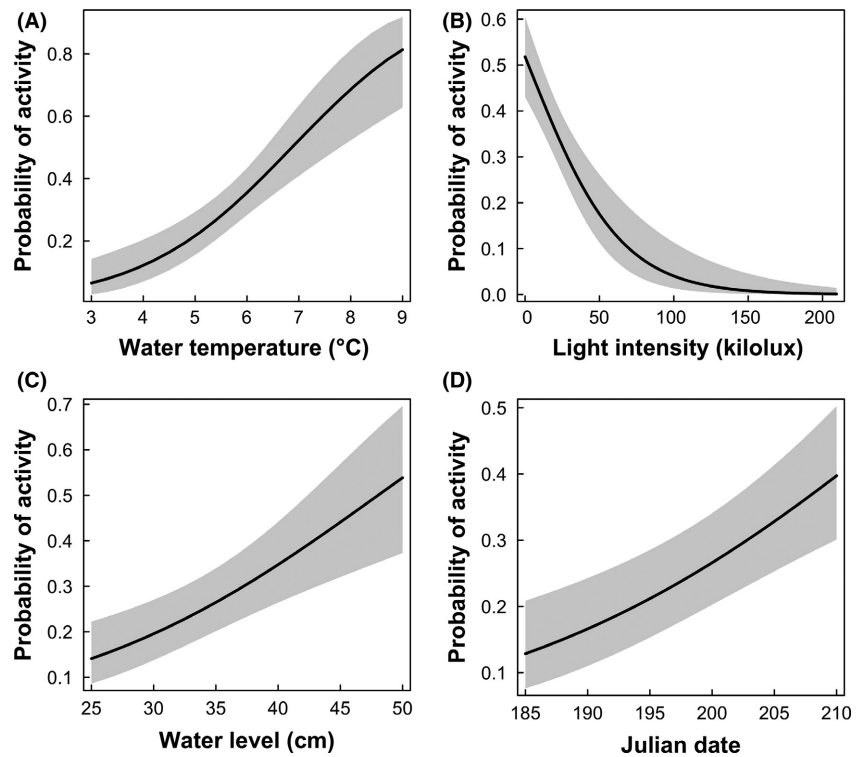 (A)
Probability of activity
0.8
0.6
0.4
0.2
3 4 5 6 7 8 9
Water temperature (°C)
(B)
Probability of activity
0.6
0.5
0.4
0.3
0.2
0.1
0.0
0 50 100 150 200
Light intensity (kilolux)
(C)
Probability of activity
0.7
0.6
0.5
0.4
0.3
0.2
0.1
25 30 35 40 45 50
Water level (cm)
(D)
Probability of activity
0.5
0.4
0.3
0.2
0.1
185 190 195 200 205 210
Julian date